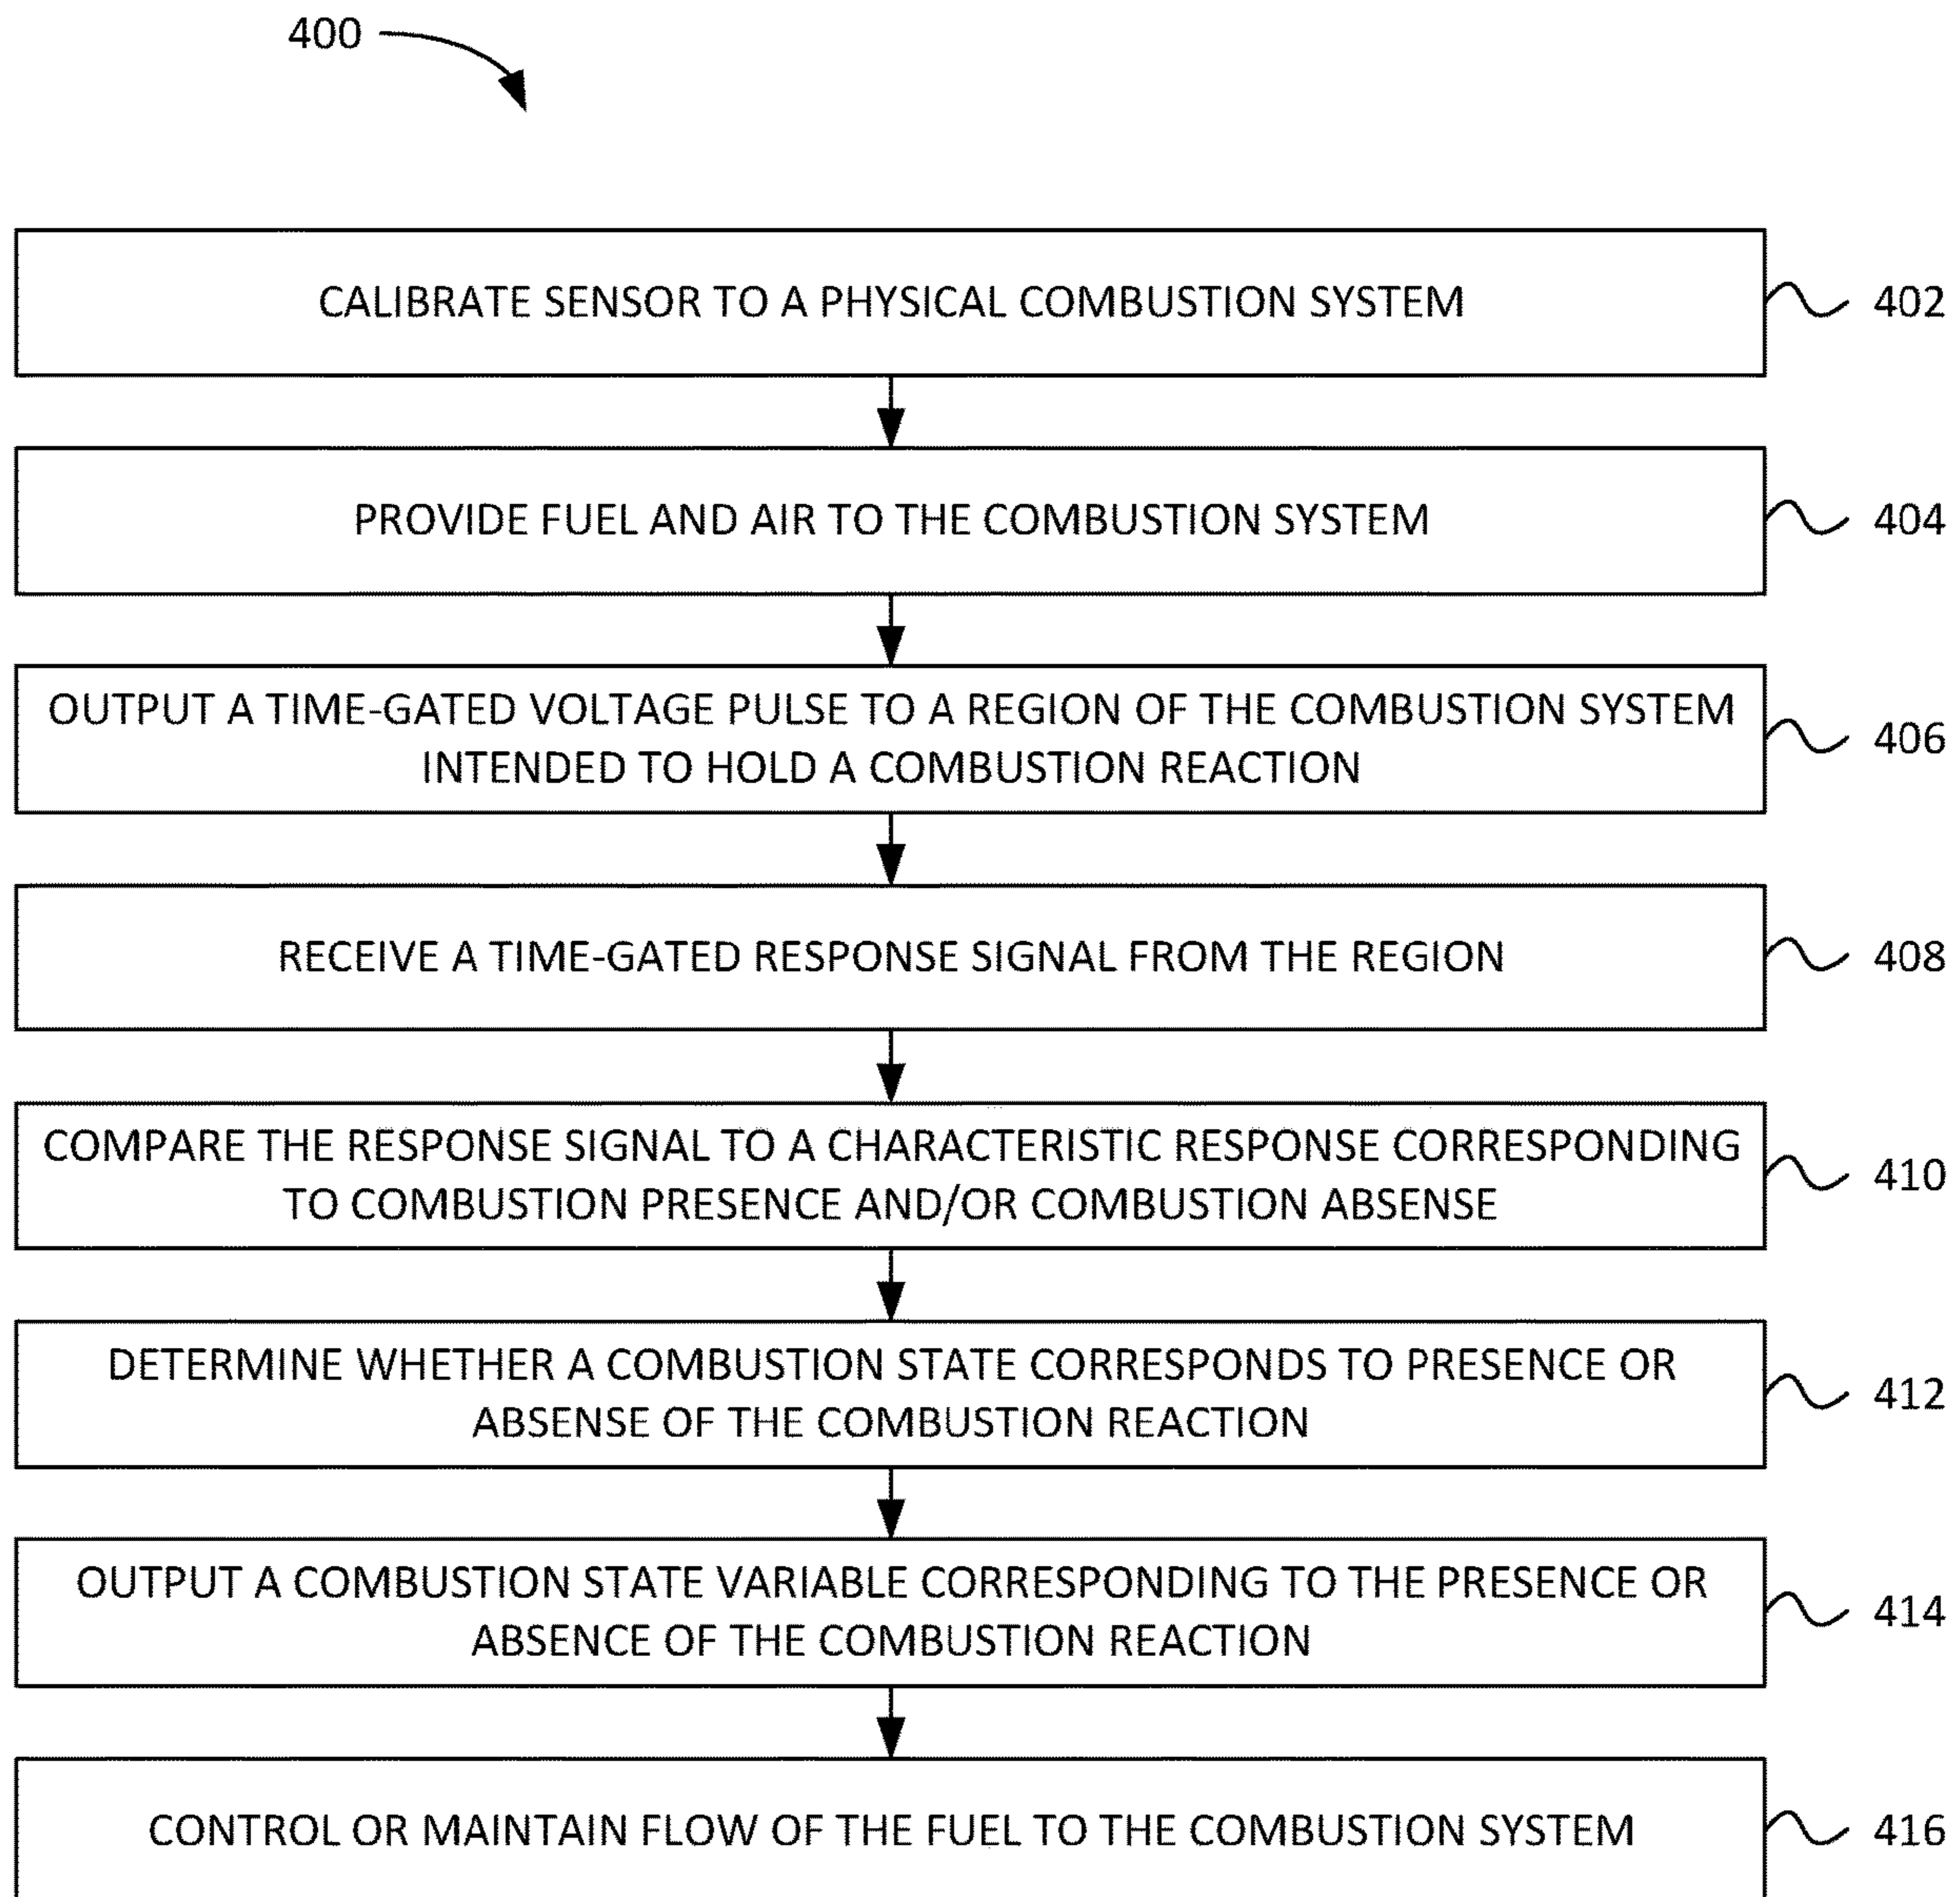 400
CALIBRATE SENSOR TO A PHYSICAL COMBUSTION SYSTEM
402
PROVIDE FUEL AND AIR TO THE COMBUSTION SYSTEM
404
OUTPUT A TIME-GATED VOLTAGE PULSE TO A REGION OF THE COMBUSTION SYSTEM
INTENDED TO HOLD A COMBUSTION REACTION
406
RECEIVE A TIME-GATED RESPONSE SIGNAL FROM THE REGION
408
COMPARE THE RESPONSE SIGNAL TO A CHARACTERISTIC RESPONSE CORRESPONDING
TO COMBUSTION PRESENCE AND/OR COMBUSTION ABSENSE
410
DETERMINE WHETHER A COMBUSTION STATE CORRESPONDS TO PRESENCE OR
ABSENSE OF THE COMBUSTION REACTION
412
OUTPUT A COMBUSTION STATE VARIABLE CORRESPONDING TO THE PRESENCE OR
ABSENCE OF THE COMBUSTION REACTION
414
CONTROL OR MAINTAIN FLOW OF THE FUEL TO THE COMBUSTION SYSTEM
416